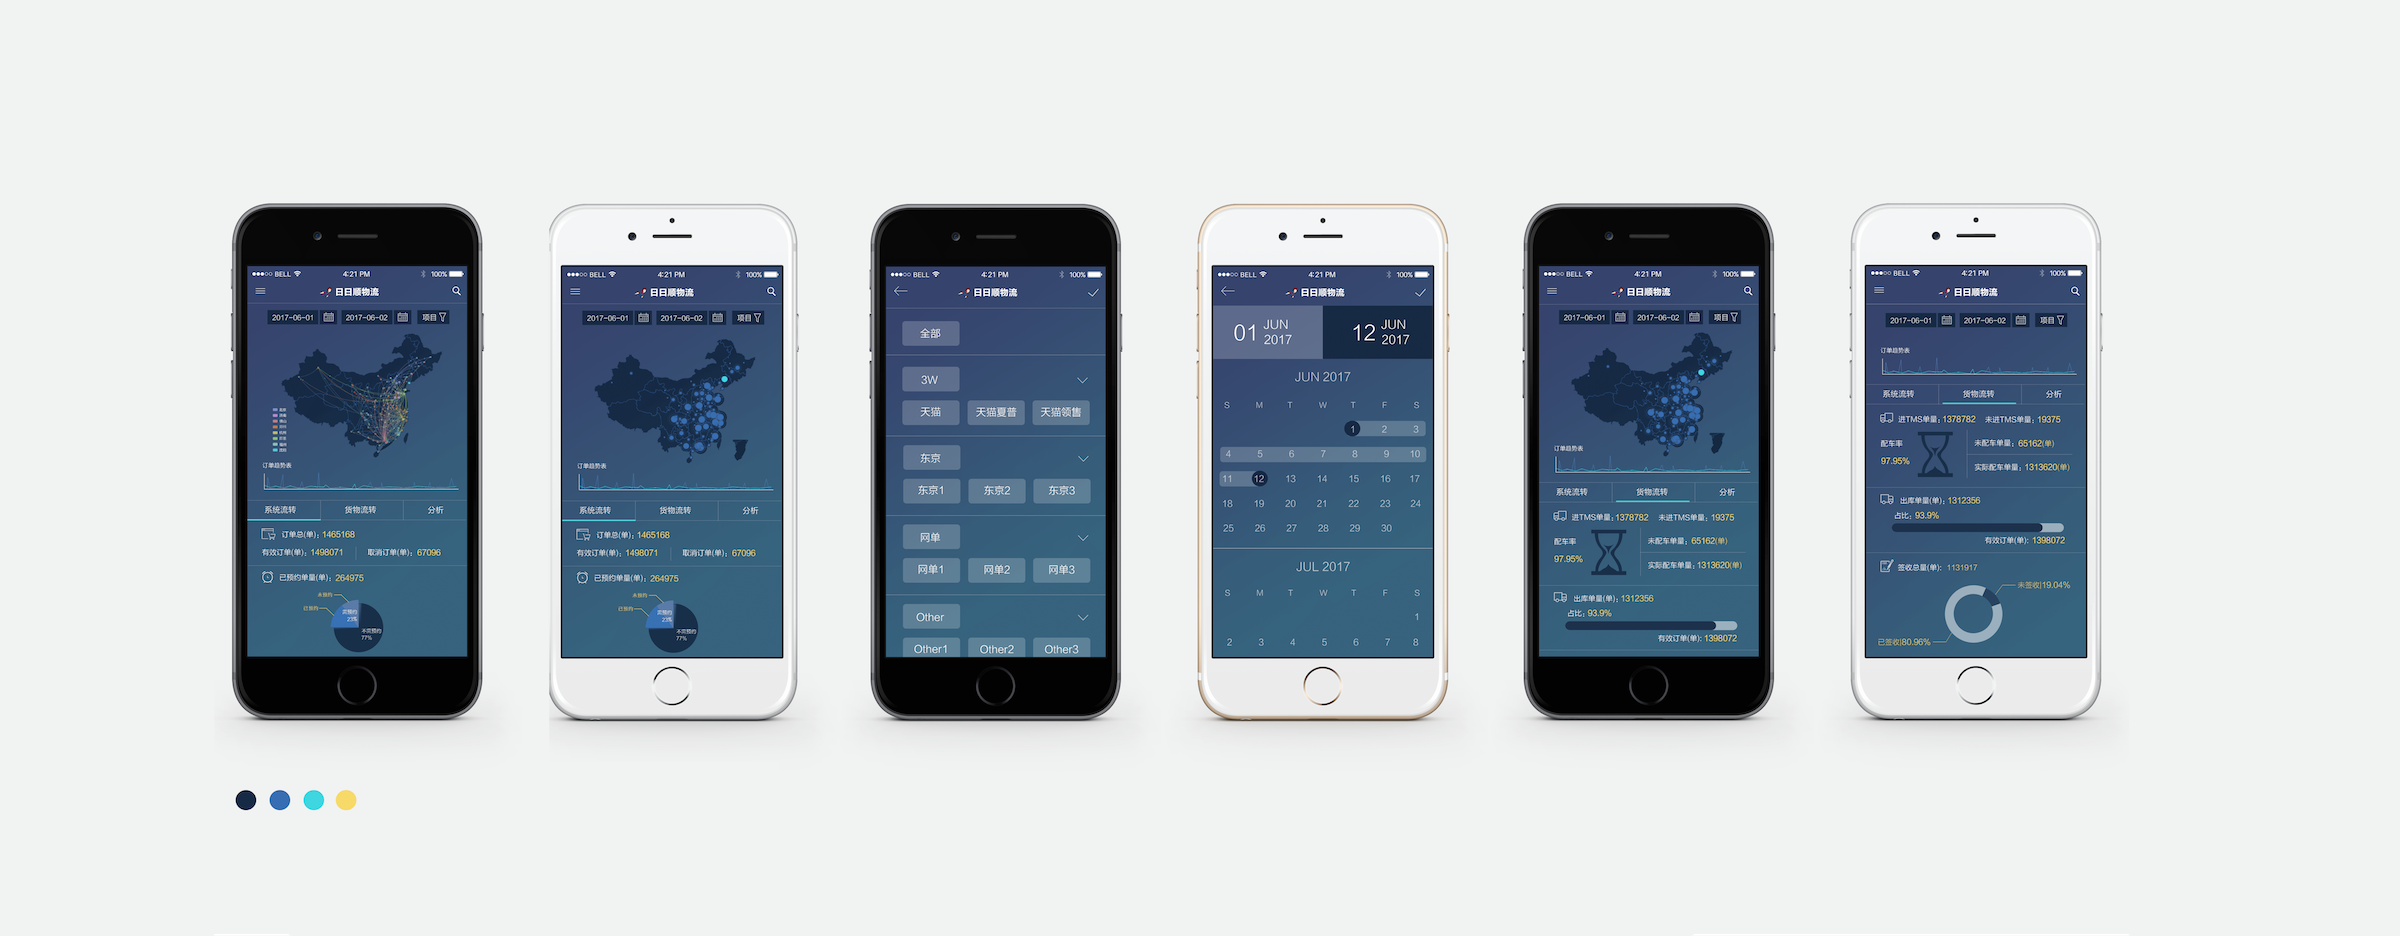 BELL
4:21 PM
100%
日日顺物流
2017-06-01
2017-06-02
项目
订单趋势表
系统流转
货物流转
分析
订单总(单): 1465168
有效订单(单): 1498071
取消订单(单): 67096
已预约单量(单): 264975
未预约
已预约
需预约
23%
不需预约
77%
BELL
4:21 PM
100%
日日顺物流
2017-06-01
2017-06-02
项目
订单趋势表
系统流转
货物流转
分析
订单总(单): 1465168
有效订单(单): 1498071
取消订单(单): 67096
已预约单量(单): 264975
未预约
已预约
需预约
23%
不需预约
77%
BELL
4:21 PM
100%
日日顺物流
全部
3W
天猫
天猫夏普
天猫领售
东京
东京1
东京2
东京3
网单
网单1
网单2
网单3
Other
Other1
Other2
Other3
BELL
4:21 PM
100%
日日顺物流
01 JUN 2017
12 JUN 2017
JUN 2017
S M T W T F S
1 2 3
4 5 6 7 8 9 10
11 12 13 14 15 16 17
18 19 20 21 22 23 24
25 26 27 28 29 30
JUL 2017
S M T W T F S
1
2 3 4 5 6 7 8
BELL
4:21 PM
100%
日日顺物流
2017-06-01
2017-06-02
项目
订单趋势表
系统流转
货物流转
分析
进TMS单量: 1378782
未进TMS单量: 19375
配车率
97.95%
未配车单量: 65162(单)
实际配车单量: 1313620(单)
出库单量(单): 1312356
占比: 93.9%
有效订单(单): 1398072
BELL
4:21 PM
100%
日日顺物流
2017-06-01
2017-06-02
项目
订单趋势表
系统流转
货物流转
分析
进TMS单量: 1378782
未进TMS单量: 19375
配车率
97.95%
未配车单量: 65162(单)
实际配车单量: 1313620(单)
出库单量(单): 1312356
占比: 93.9%
有效订单(单): 1398072
签收总量(单): 1131917
未签收|19.04%
已签收|80.96%